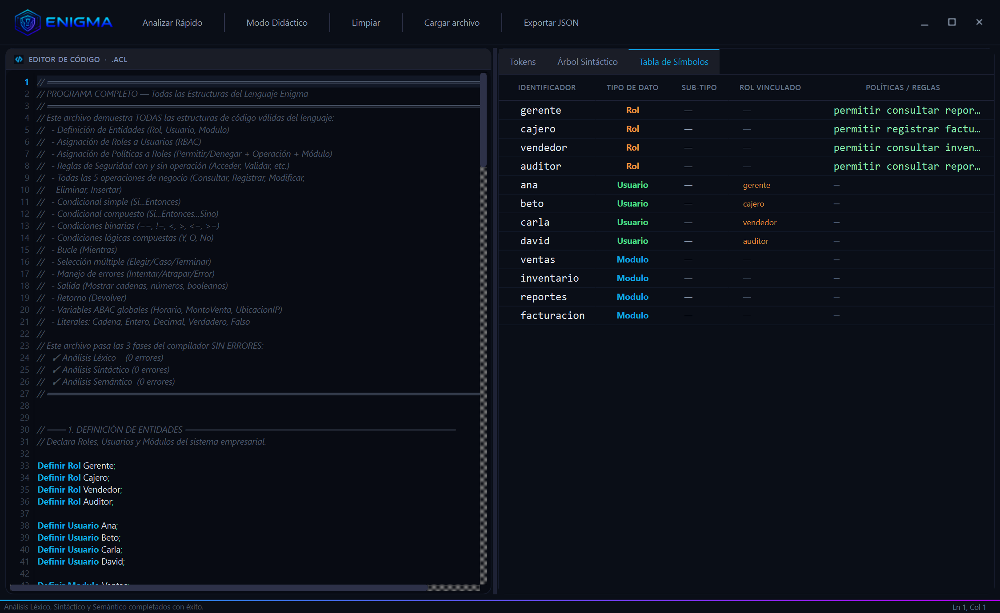 ENIGMA
Analizar Rápido
Modo Didáctico
Limpiar
Cargar archivo
Exportar JSON
EDITOR DE CÓDIGO · .ACL
1 // ══════════════════════════════
2 // PROGRAMA COMPLETO — Todas las Estructuras del Lenguaje Enigma
3 // ══════════════════════════════
4 // Este archivo demuestra TODAS las estructuras de código válidas del lenguaje:
5 // - Definición de Entidades (Rol, Usuario, Modulo)
6 // - Asignación de Roles a Usuarios (RBAC)
7 // - Asignación de Políticas a Roles (Permitir/Denegar + Operación + Módulo)
8 // - Reglas de Seguridad con y sin operación (Acceder, Validar, etc.)
9 // - Todas las 5 operaciones de negocio (Consultar, Registrar, Modificar,
10 // Eliminar, Insertar)
11 // - Condicional simple (Si...Entonces)
12 // - Condicional compuesto (Si...Entonces...Sino)
13 // - Condiciones binarias (==, !=, <, >, <=, >=)
14 // - Condiciones lógicas compuestas (Y, O, No)
15 // - Bucle (Mientras)
16 // - Selección múltiple (Elegir/Caso/Terminar)
17 // - Manejo de errores (Intentar/Atrapar/Error)
18 // - Salida (Mostrar cadenas, números, booleanos)
19 // - Retorno (Devolver)
20 // - Variables ABAC globales (Horario, MontoVenta, UbicacionIP)
21 // - Literales: Cadena, Entero, Decimal, Verdadero, Falso
22 //
23 // Este archivo pasa las 3 fases del compilador SIN ERRORES:
24 // ✓ Análisis Léxico (0 errores)
25 // ✓ Análisis Sintáctico (0 errores)
26 // ✓ Análisis Semántico (0 errores)
27 // ══════════════════════════════
28
29
30 // ─── 1. DEFINICIÓN DE ENTIDADES ──────────────────────
31 // Declara Roles, Usuarios y Módulos del sistema empresarial.
32
33 Definir Rol Gerente;
34 Definir Rol Cajero;
35 Definir Rol Vendedor;
36 Definir Rol Auditor;
37
38 Definir Usuario Ana;
39 Definir Usuario Beto;
40 Definir Usuario Carla;
41 Definir Usuario David;
42
43 Definir Modulo Ventas;
Tokens Árbol Sintáctico Tabla de Símbolos
IDENTIFICADOR TIPO DE DATO SUB-TIPO ROL VINCULADO POLÍTICAS / REGLAS
gerente Rol — — permitir consultar repor...
cajero Rol — — permitir registrar factu...
vendedor Rol — — permitir consultar inven...
auditor Rol — — permitir consultar repor...
ana Usuario — gerente —
beto Usuario — cajero —
carla Usuario — vendedor —
david Usuario — auditor —
ventas Modulo — — —
inventario Modulo — — —
reportes Modulo — — —
facturacion Modulo — — —
Análisis Léxico, Sintáctico y Semántico completados con éxito.
Ln 1, Col 1